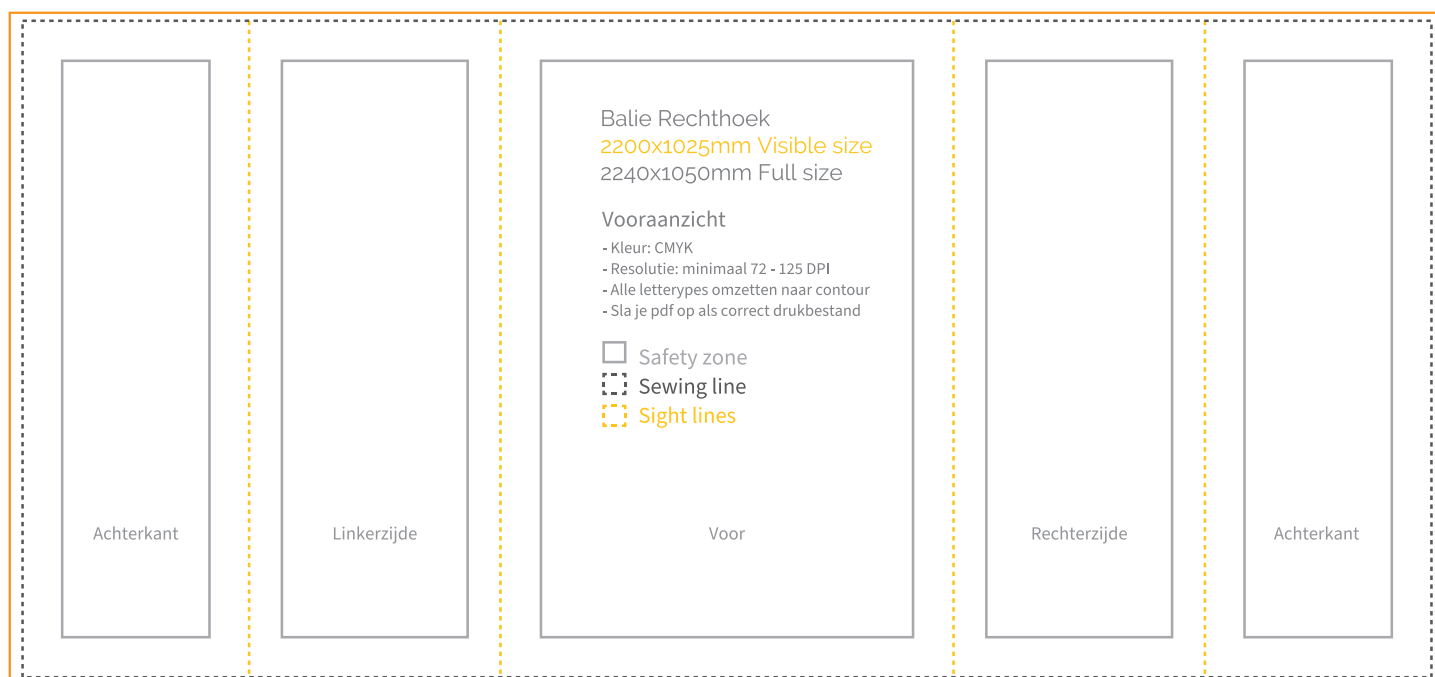 Balie Rechthoek
2200x1025mm Visible size
2240x1050mm Full size
Vooraanzicht
- Kleur: CMYK
- Resolutie: minimaal 72 - 125 DPI
- Alle letterypes omzetten naar contour
- Sla je pdf op als correct drukbestand
Safety zone
Sewing line
Sight lines
Achterkant
Linkerzijde
Voor
Rechterzijde
Achterkant